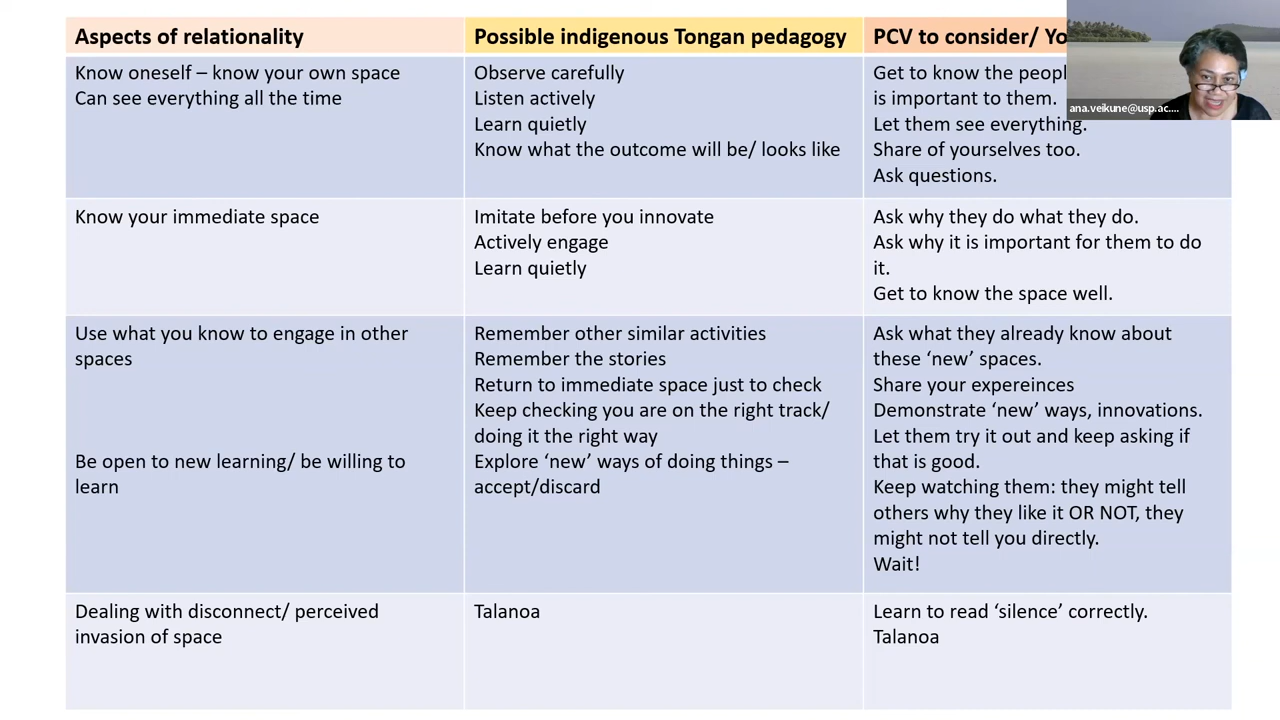 Aspects of relationality
Possible indigenous Tongan pedagogy
PCV to consider/
Know oneself – know your own space
Can see everything all the time
Observe carefully
Listen actively
Learn quietly
Know what the outcome will be/ looks like
Get to know the
is important to them.
Let them see everything.
Share of yourselves too.
Ask questions.
Know your immediate space
Imitate before you innovate
Actively engage
Learn quietly
Ask why they do what they do.
Ask why it is important for them to do
it.
Get to know the space well.
Use what you know to engage in other
spaces
Be open to new learning/ be willing to
learn
Remember other similar activities
Remember the stories
Return to immediate space just to check
Keep checking you are on the right track/
doing it the right way
Explore ‘new’ ways of doing things –
accept/discard
Ask what they already know about
these ‘new’ spaces.
Share your expereinces
Demonstrate ‘new’ ways, innovations.
Let them try it out and keep asking if
that is good.
Keep watching them: they might tell
others why they like it OR NOT, they
might not tell you directly.
Wait!
Dealing with disconnect/ perceived
invasion of space
Talanoa
Learn to read ‘silence’ correctly.
Talanoa
ana.veikune@usp.ac....